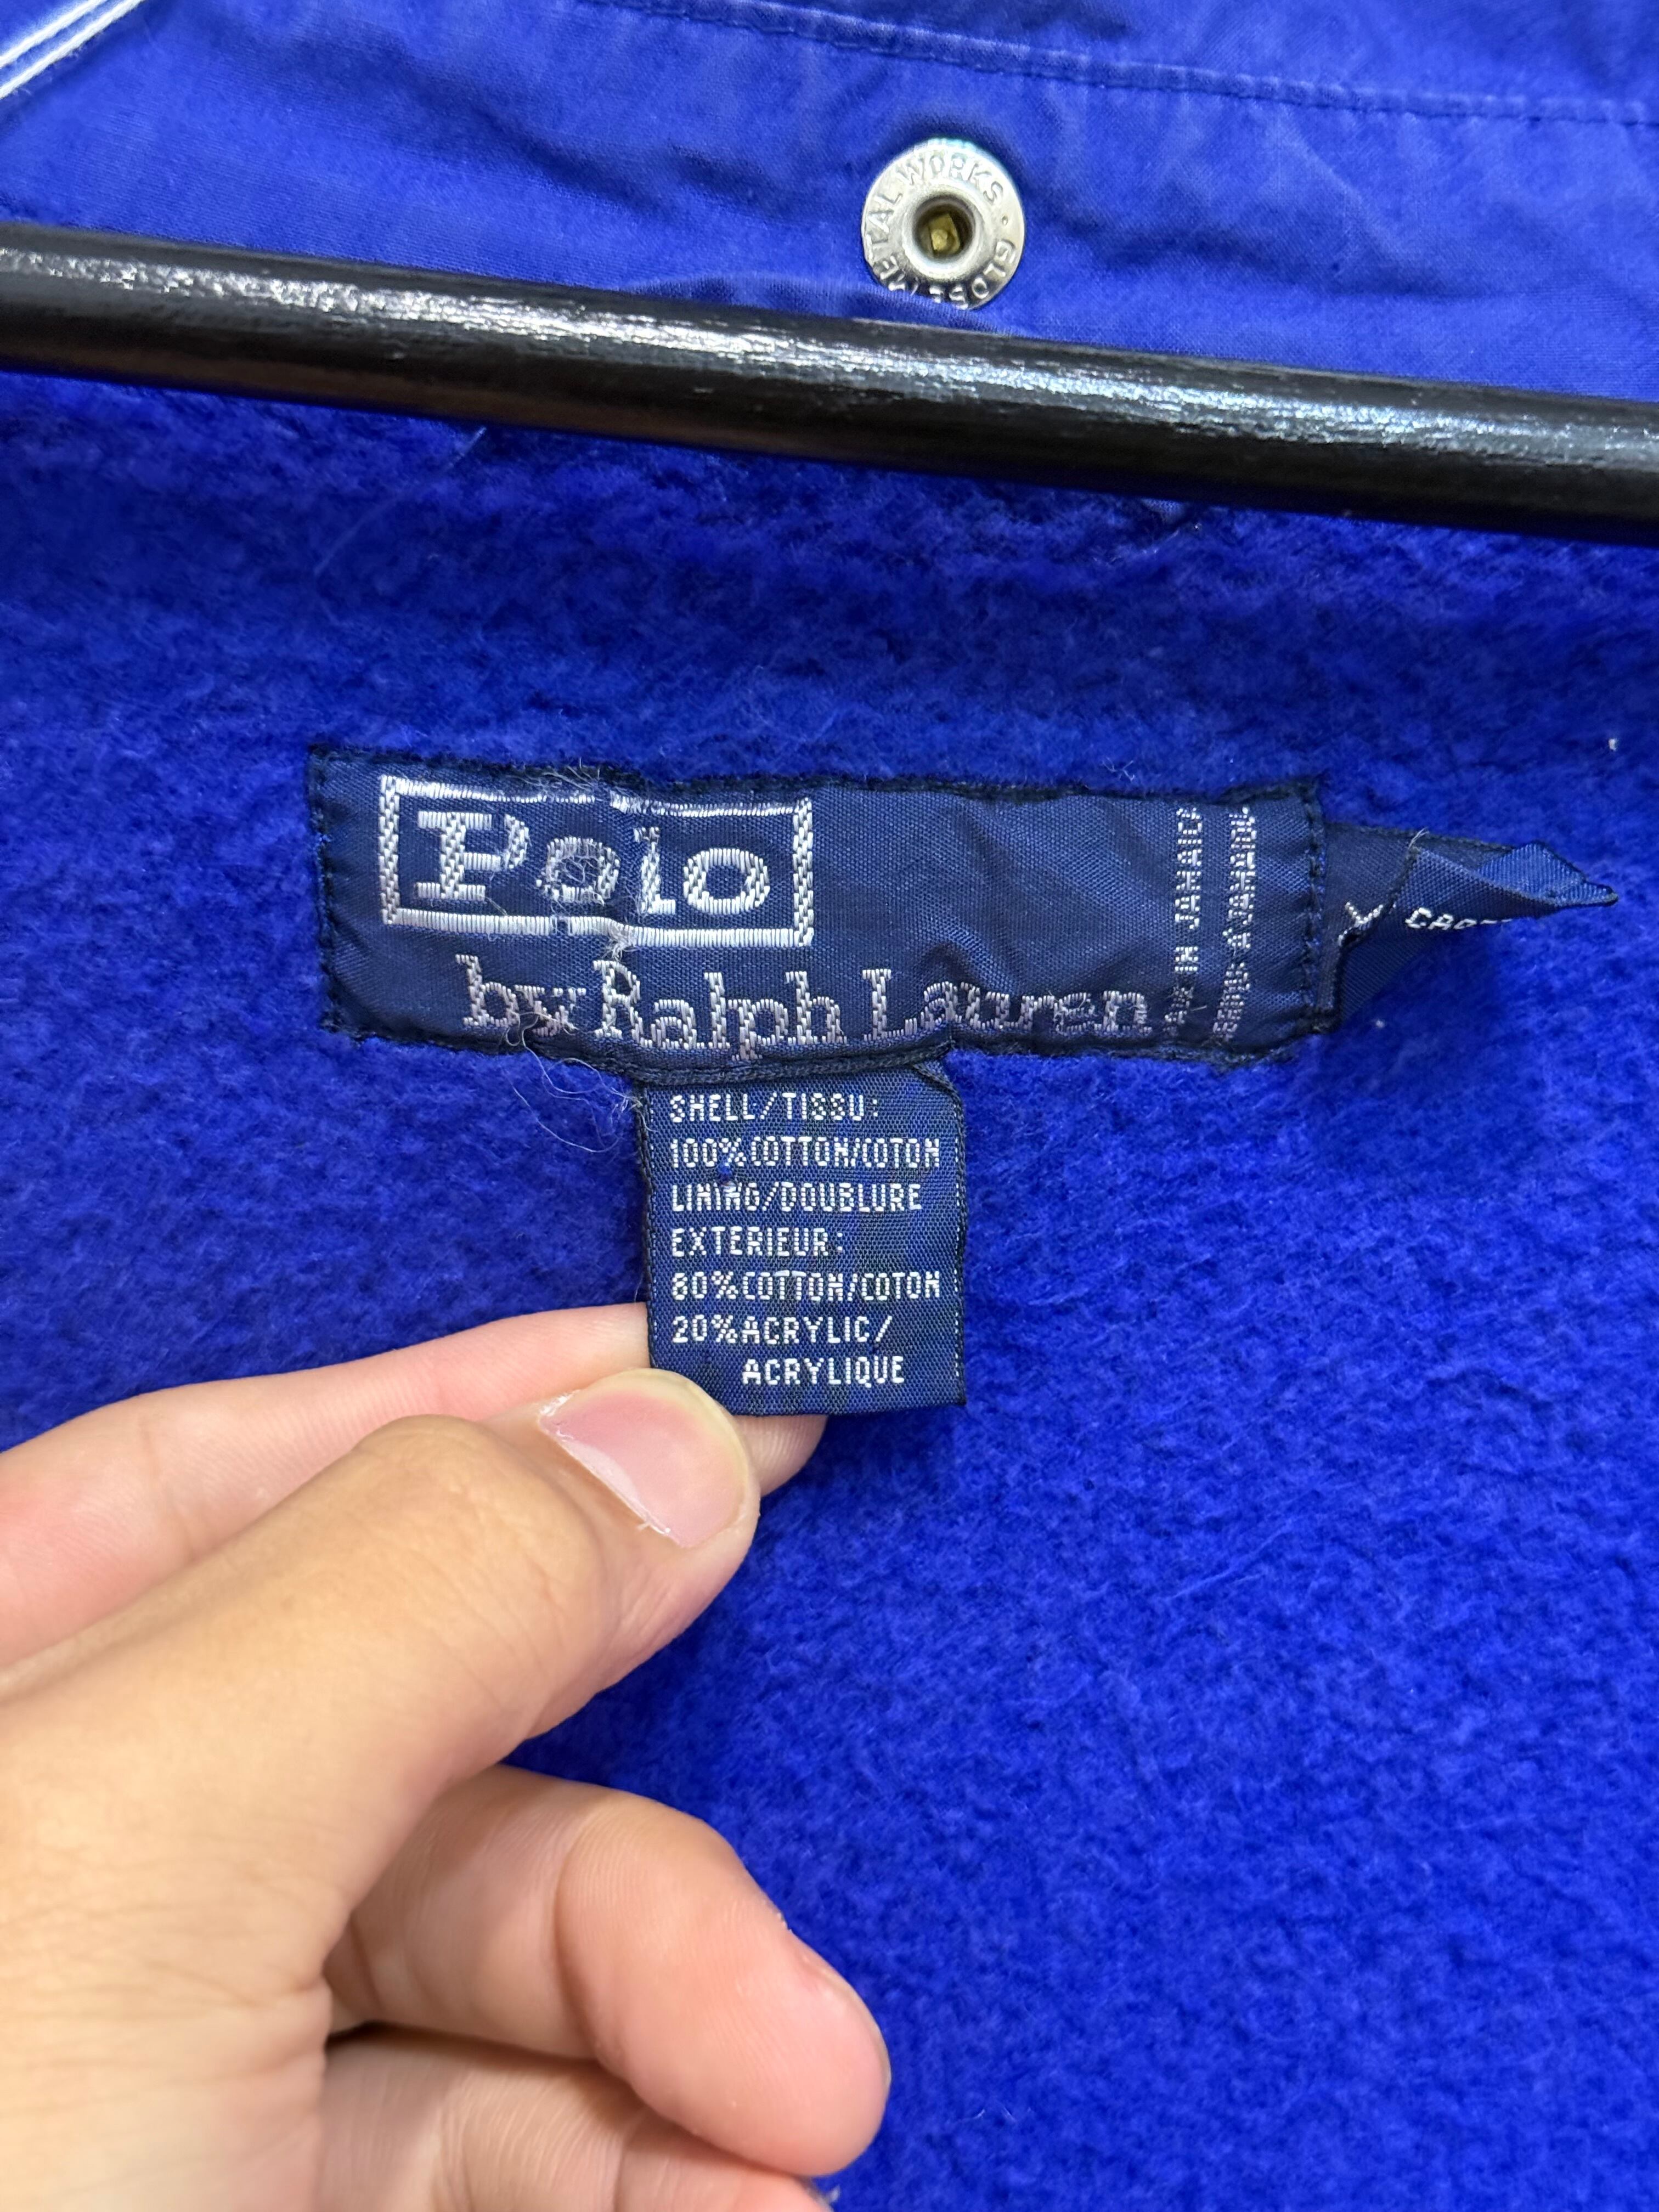 METAL WORKS
Polo
by Ralph Lauren
MADE IN JAMAICA
SHELL/TISSU:
100%COTTON/COTON
LINING/DOUBLURE
EXTERIEUR:
80%COTTON/COTON
20%ACRYLIC/
ACRYLIQUE